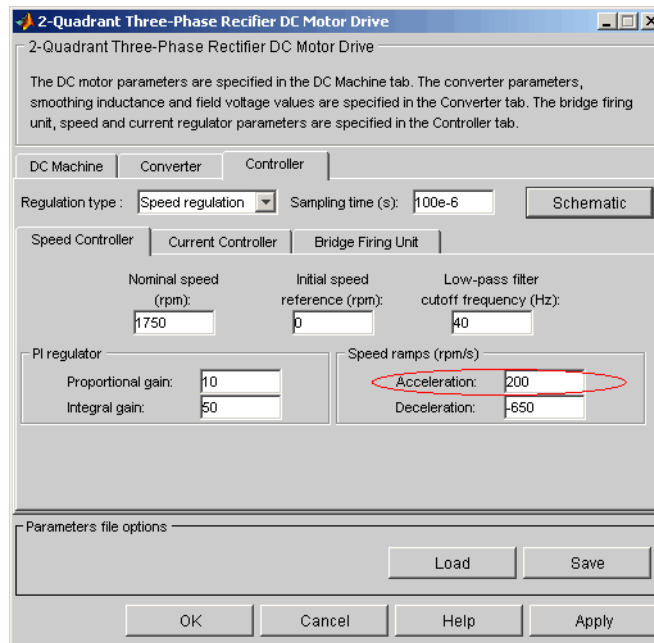 2-Quadrant Three-Phase Recifier DC Motor Drive
2-Quadrant Three-Phase Recifier DC Motor Drive
The DC motor parameters are specified in the DC Machine tab. The converter parameters,
smoothing inductance and field voltage values are specified in the Converter tab. The bridge firing
unit, speed and current regulator parameters are specified in the Controller tab.
DC Machine Converter Controller
Regulation type : Speed regulation Sampling time (s): 100e-6 Schematic
Speed Controller Current Controller Bridge Firing Unit
Nominal speed Initial speed Low-pass filter
(rpm): reference (rpm): cutoff frequency (Hz):
1750 0 40
PI regulator Speed ramps (rpm/s)
Proportional gain: 10 Acceleration: 200
Integral gain: 50 Deceleration: -650
Parameters file options
Load Save
OK Cancel Help Apply